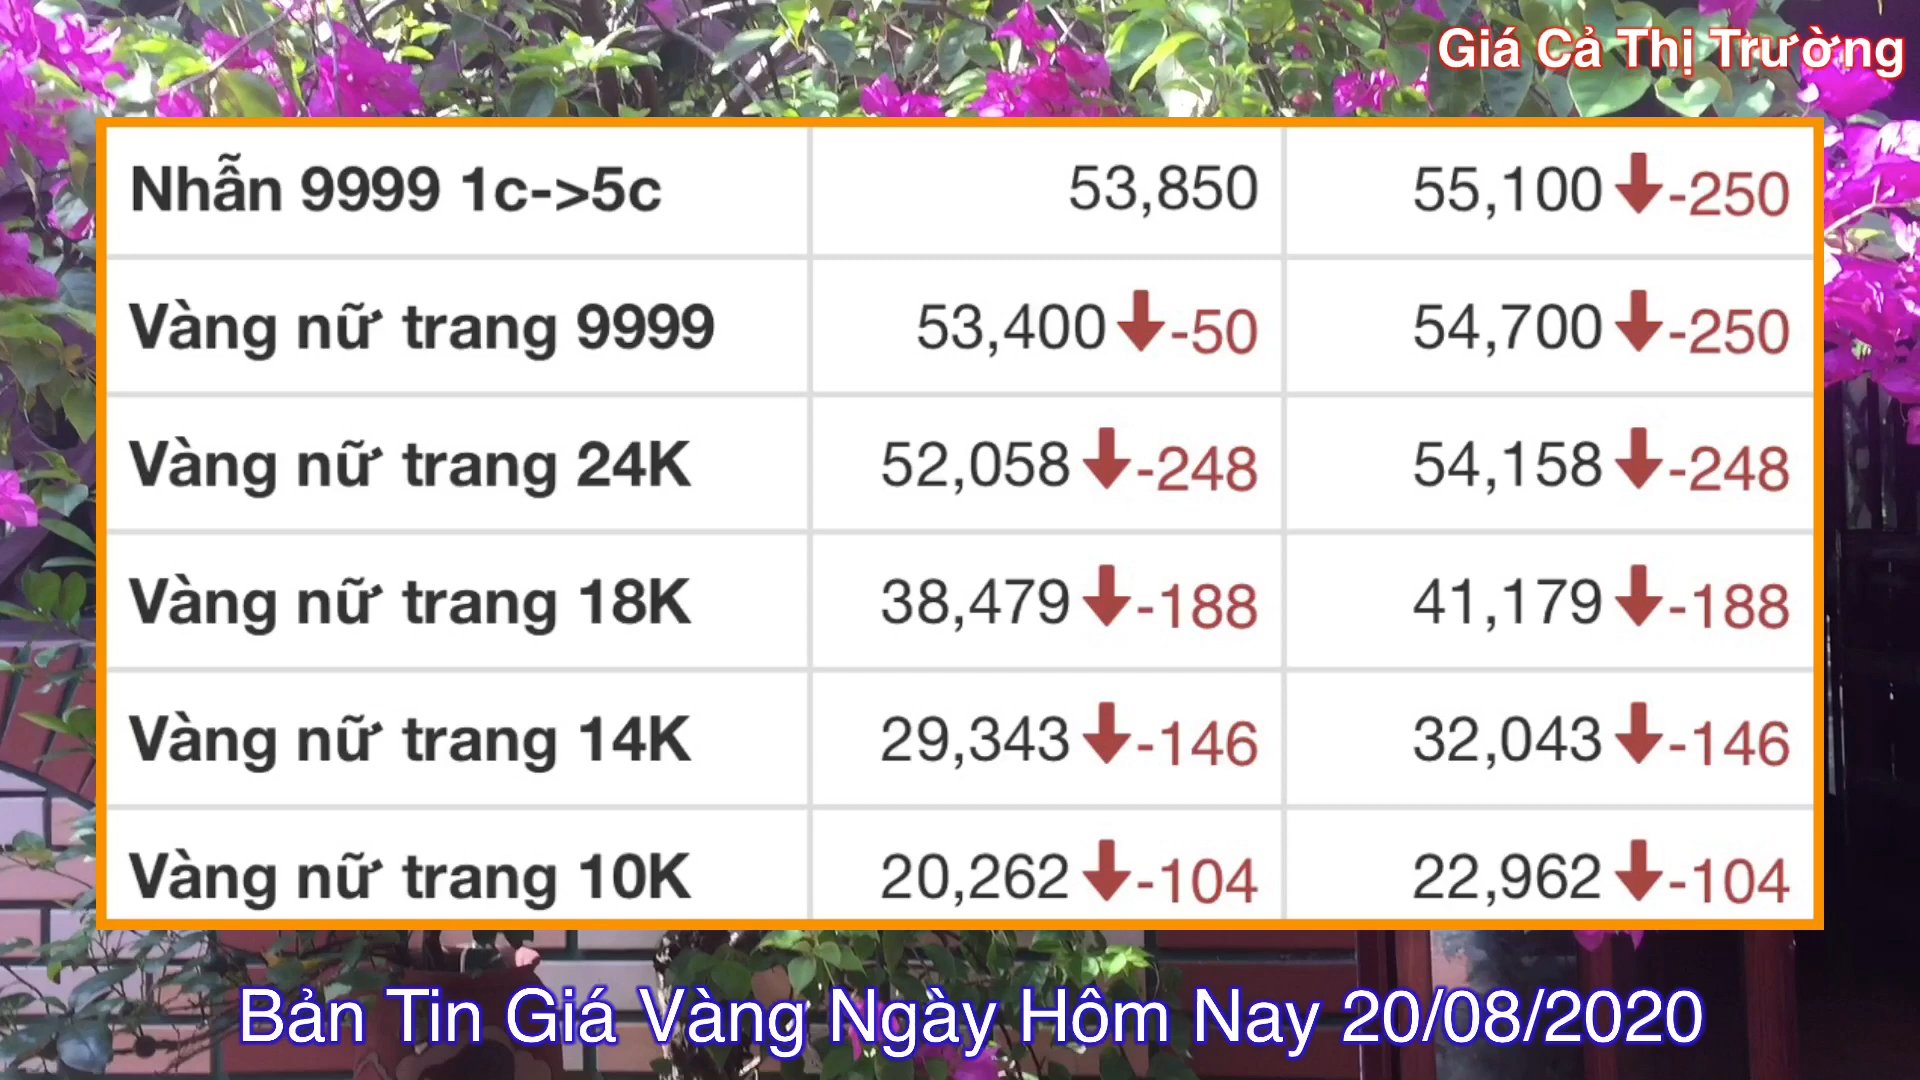 Giá Cả Thị Trường
Nhẫn 9999 1c->5c 53,850 55,100 -250
Vàng nữ trang 9999 53,400 -50 54,700 -250
Vàng nữ trang 24K 52,058 -248 54,158 -248
Vàng nữ trang 18K 38,479 -188 41,179 -188
Vàng nữ trang 14K 29,343 -146 32,043 -146
Vàng nữ trang 10K 20,262 -104 22,962 -104
Bản Tin Giá Vàng Ngày Hôm Nay 20/08/2020